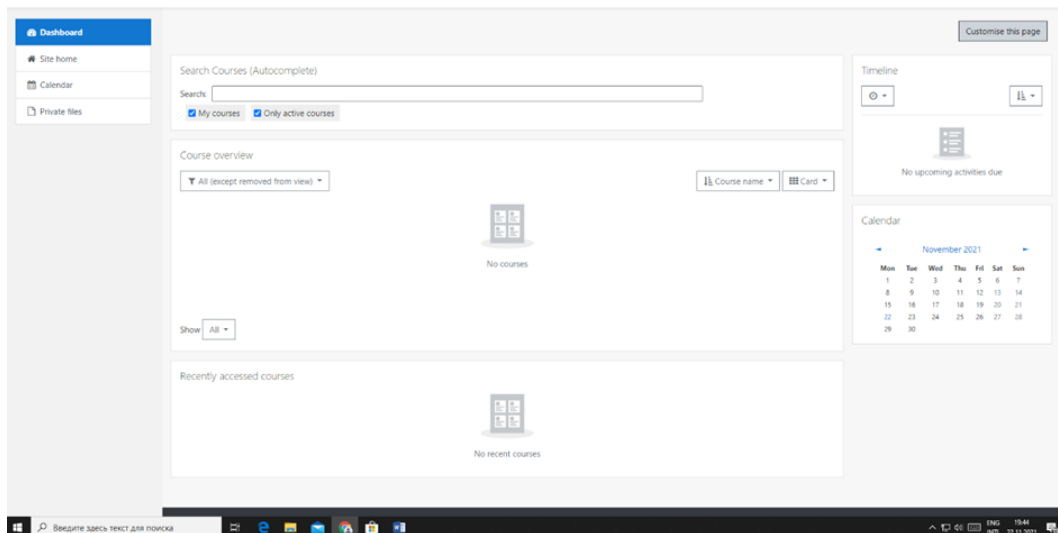 Dashboard
Site home
Calendar
Private files
Customise this page
Search Courses (Autocomplete)
Search:
My courses Only active courses
Course overview
All (except removed from view) Course name Card
No courses
Show All
Recently accessed courses
No recent courses
Timeline
No upcoming activities due
Calendar
November 2021
Mon Tue Wed Thu Fri Sat Sun
1 2 3 4 5 6 7
8 9 10 11 12 13 14
15 16 17 18 19 20 21
22 23 24 25 26 27 28
29 30
Введите здесь текст для поиска
ENG 19:44
INTL 22.11.2021